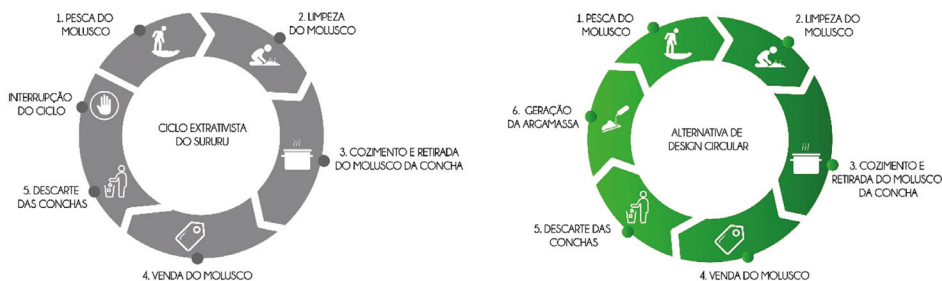 1. PESCA DO
MOLUSCO
2. LIMPEZA
DO MOLUSCO
INTERRUPÇÃO
DO CICLO
CICLO EXTRATIVISTA
DO SURURU
3. COZIMENTO E RETIRADA
DO MOLUSCO DA CONCHA
5. DESCARTE
DAS CONCHAS
4. VENDA DO MOLUSCO
1. PESCA DO
MOLUSCO
2. LIMPEZA DO
MOLUSCO
6. GERAÇÃO
DA ARGAMASSA
ALTERNATIVA DE
DESIGN CIRCULAR
3. COZIMENTO E
RETIRADA DO MOLUSCO
DA CONCHA
5. DESCARTE DAS
CONCHAS
4. VENDA DO MOLUSCO